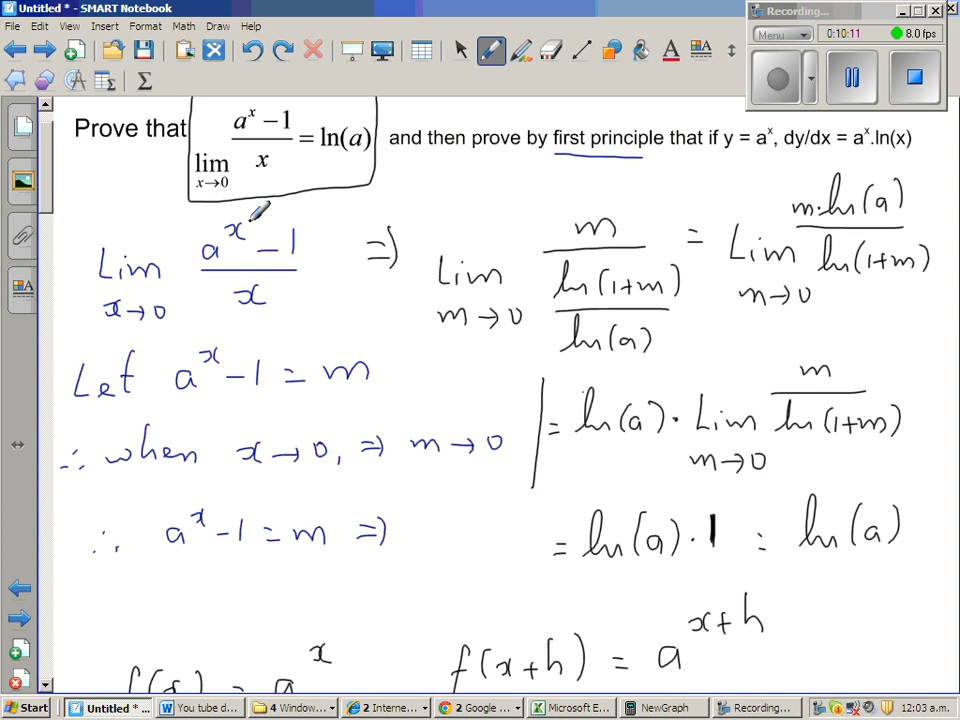 Untitled * - SMART Notebook
File Edit View Insert Format Math Draw Help
Recording...
Menu 0:10:11 8.0 fps
Prove that lim x→0 (a^x − 1)/x = ln(a) and then prove by first principle that if y = a^x, dy/dx = a^x.ln(x)
Lim x→0 (a^x − 1)/x ⇒ Lim m→0 m/(ln(1+m)/ln(a)) = Lim m→0 m·ln(a)/ln(1+m)
Let a^x − 1 = m
= ln(a) · Lim m→0 m/ln(1+m)
∴ when x→0, ⇒ m→0
∴ a^x − 1 = m ⇒
= ln(a) · 1 = ln(a)
f(x) = a^x f(x+h) = a^(x+h)
Start Untitled * ... You tube d... 4 Window... 2 Interne... 2 Google ... Microsoft E... NewGraph Recording... 12:03 a.m.